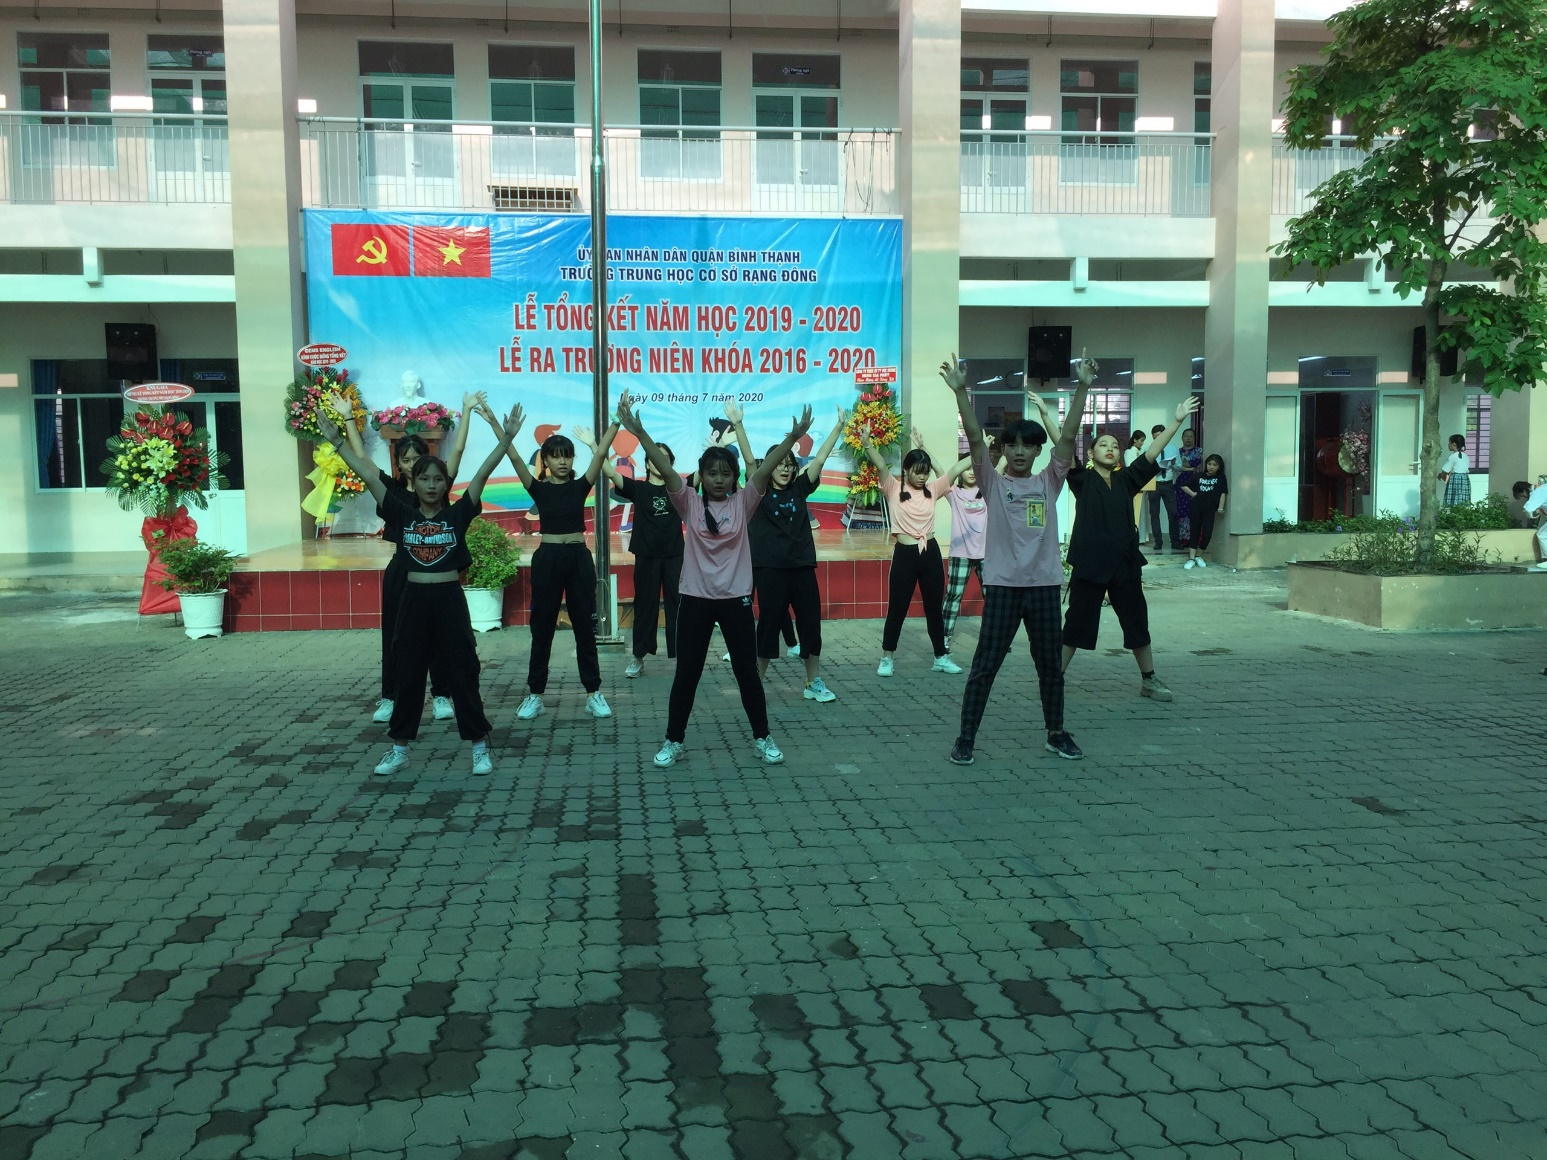 ỦY BAN NHÂN DÂN QUẬN BÌNH THẠNH
TRƯỜNG TRUNG HỌC CƠ SỞ RẠNG ĐÔNG
LỄ TỔNG KẾT NĂM HỌC 2019 - 2020
LỄ RA TRƯỜNG NIÊN KHÓA 2016 - 2020
Ngày 09 tháng 7 năm 2020
HARLEY-DAVIDSON